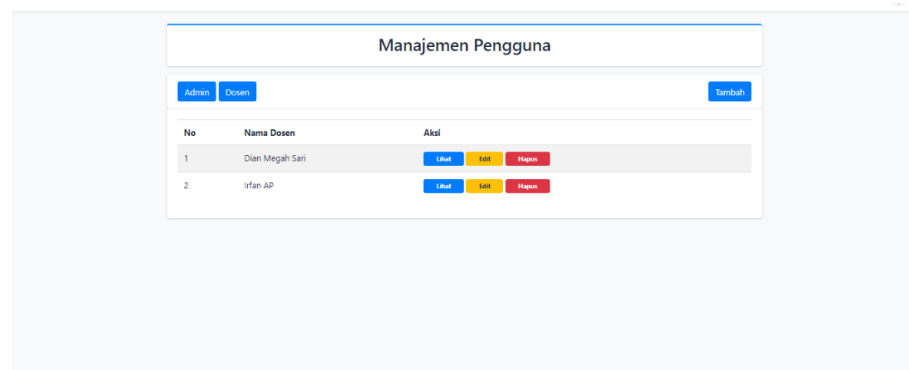 Manajemen Pengguna
Admin Dosen Tambah
No Nama Dosen Aksi
1 Dian Megah Sari Lihat Edit Hapus
2 Irfan AP Lihat Edit Hapus